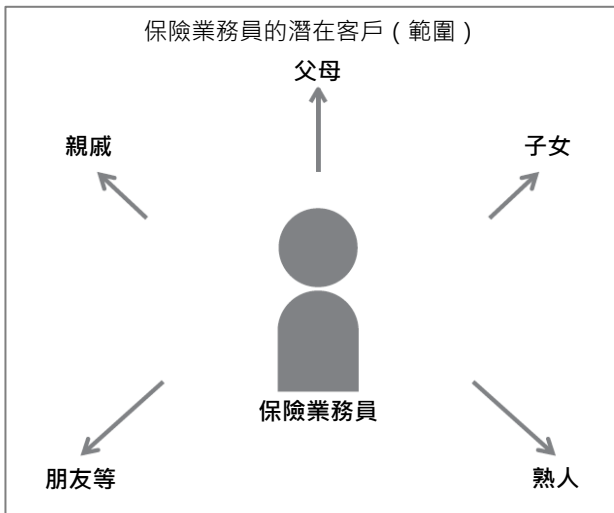 保險業務員的潛在客戶（範圍）
父母
親戚
子女
保險業務員
朋友等
熟人